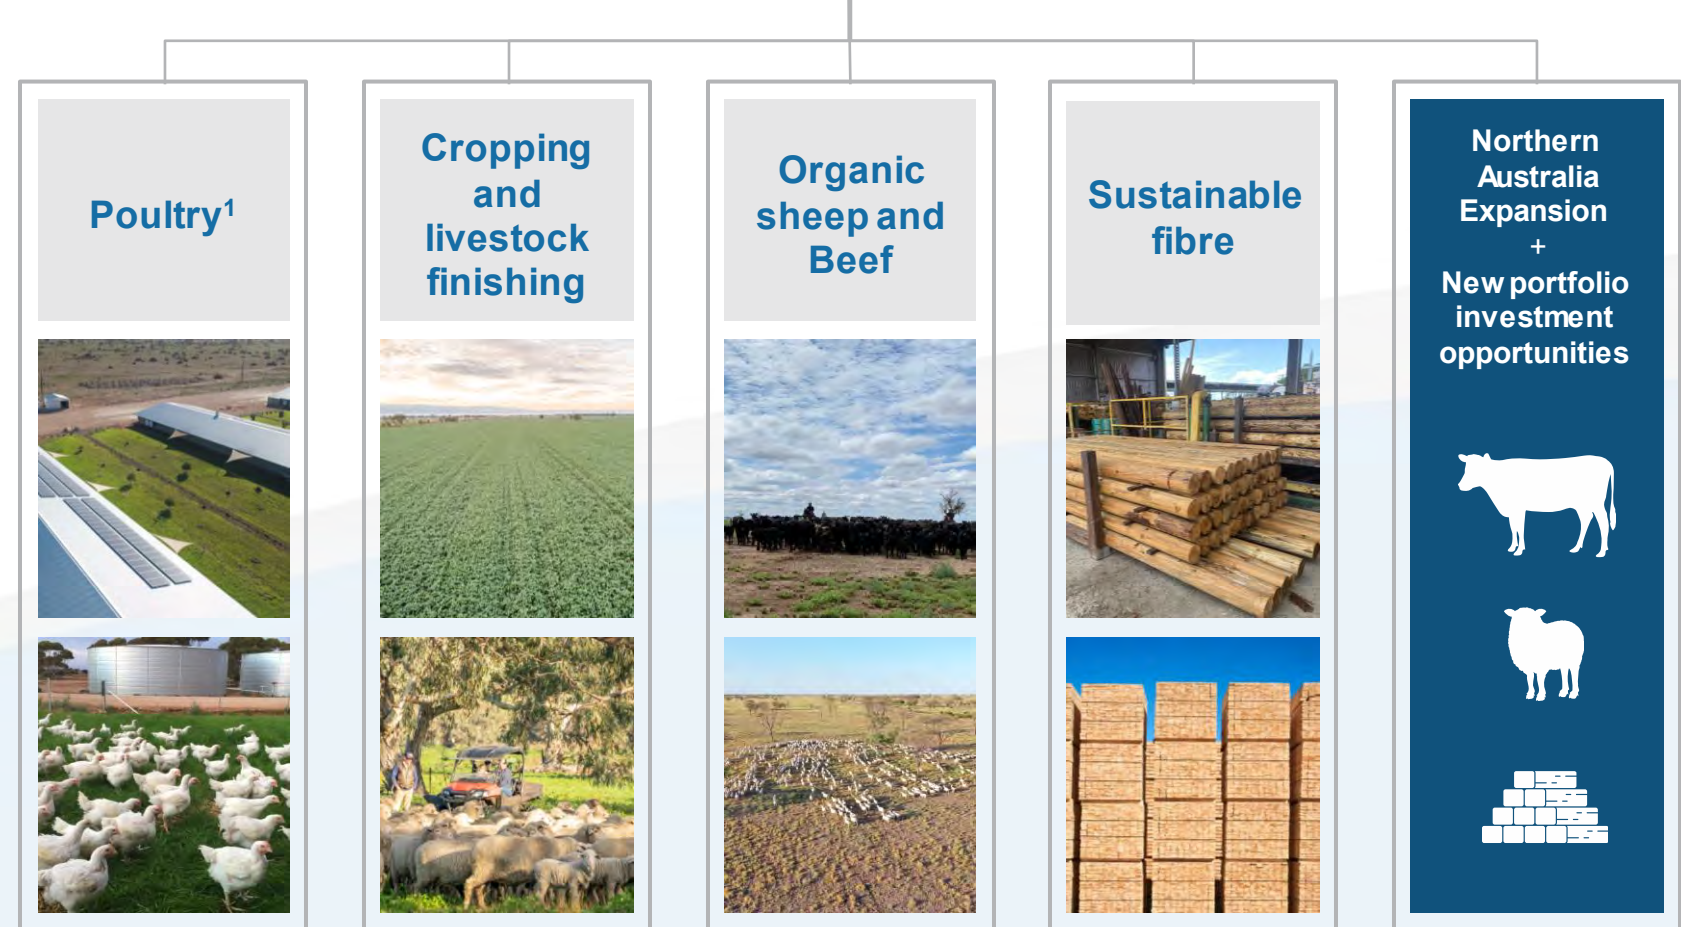 Poultry¹
Cropping
and
livestock
finishing
Organic
sheep and
Beef
Sustainable
fibre
Northern
Australia
Expansion
+
New portfolio
investment
opportunities